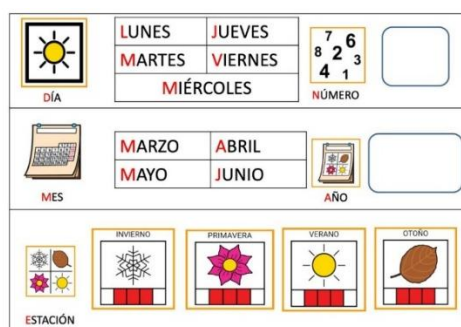 LUNES JUEVES
MARTES VIERNES
MIÉRCOLES
7 6
8 2 3
4 1
DÍA
NÚMERO
MARZO ABRIL
MAYO JUNIO
MES
AÑO
INVIERNO PRIMAVERA VERANO OTOÑO
ESTACIÓN